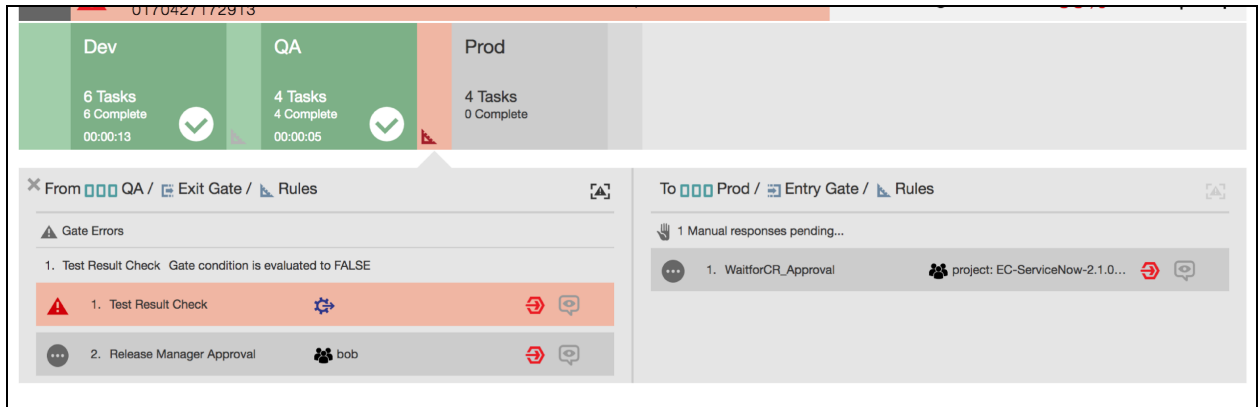 0170427172913
Dev
6 Tasks
6 Complete
00:00:13
QA
4 Tasks
4 Complete
00:00:05
Prod
4 Tasks
0 Complete
From QA / Exit Gate / Rules
Gate Errors
1. Test Result Check Gate condition is evaluated to FALSE
1. Test Result Check
2. Release Manager Approval bob
To Prod / Entry Gate / Rules
1 Manual responses pending...
1. WaitforCR_Approval project: EC-ServiceNow-2.1.0...